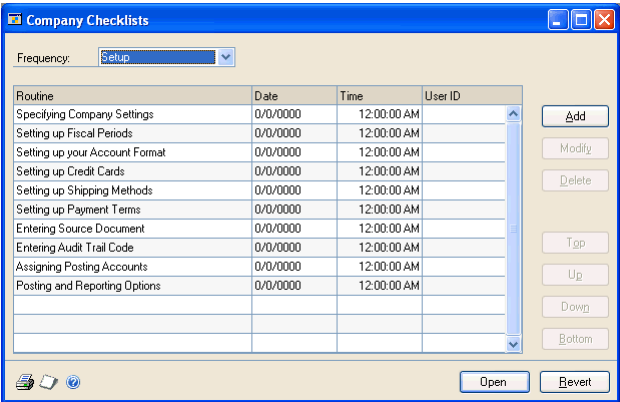 Company Checklists
Frequency: Setup
Routine Date Time User ID
Specifying Company Settings 0/0/0000 12:00:00 AM
Setting up Fiscal Periods 0/0/0000 12:00:00 AM
Setting up your Account Format 0/0/0000 12:00:00 AM
Setting up Credit Cards 0/0/0000 12:00:00 AM
Setting up Shipping Methods 0/0/0000 12:00:00 AM
Setting up Payment Terms 0/0/0000 12:00:00 AM
Entering Source Document 0/0/0000 12:00:00 AM
Entering Audit Trail Code 0/0/0000 12:00:00 AM
Assigning Posting Accounts 0/0/0000 12:00:00 AM
Posting and Reporting Options 0/0/0000 12:00:00 AM
Add
Modify
Delete
Top
Up
Down
Bottom
Open Revert